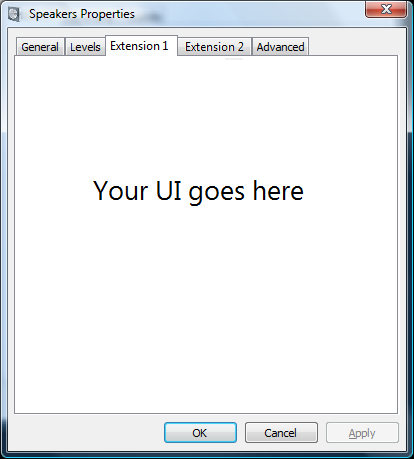 Speakers Properties
General Levels Extension 1 Extension 2 Advanced
Your UI goes here
OK Cancel Apply